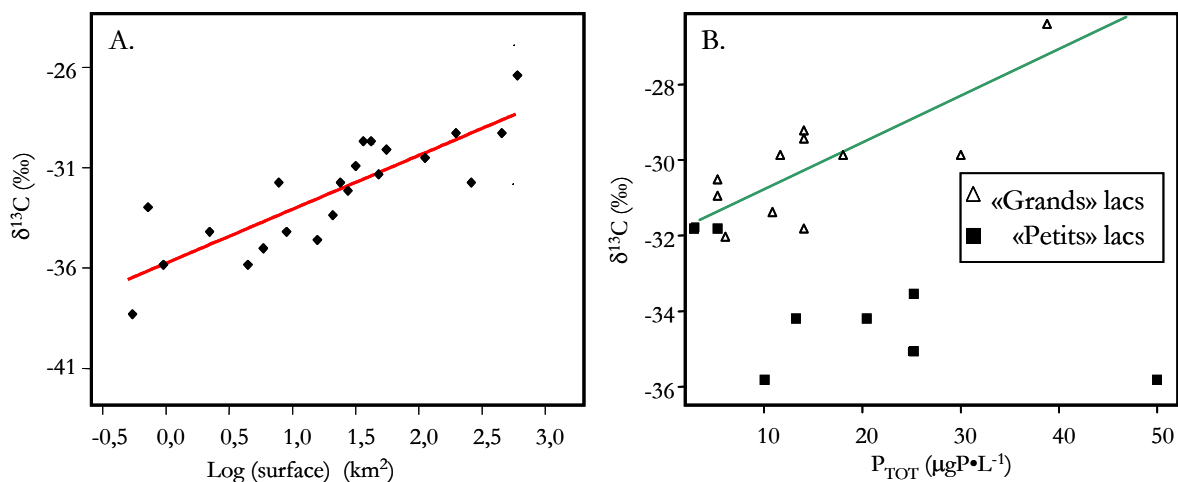 A.
-26
-31
-36
-41
δ¹³C (‰)
-0,5 0,0 0,5 1,0 1,5 2,0 2,5 3,0
Log (surface) (km²)
B.
-28
-30
-32
-34
-36
δ¹³C (‰)
«Grands» lacs
«Petits» lacs
10 20 30 40 50
P_TOT (µgP•L⁻¹)